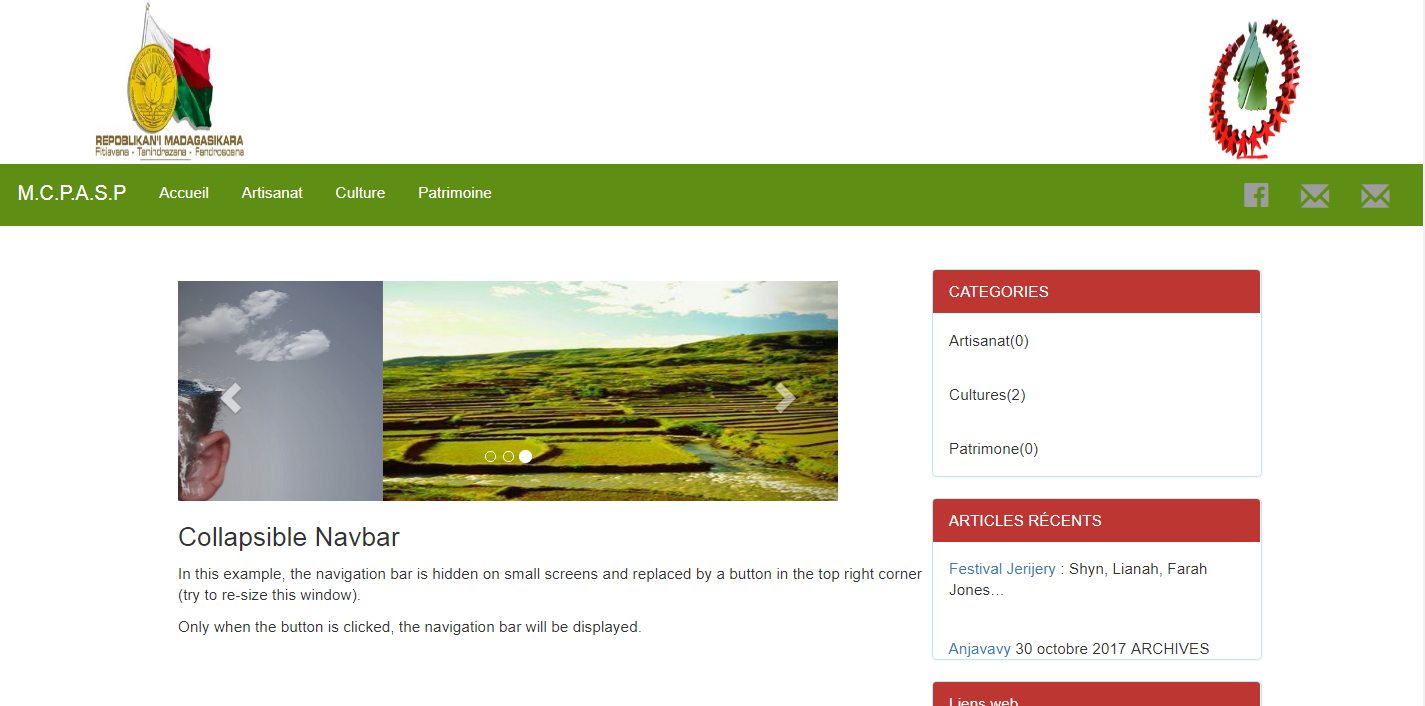 REPOBLIKAN'I MADAGASIKARA
Fitiavana - Tanindrazana - Fandrosoana
M.C.P.A.S.P
Accueil
Artisanat
Culture
Patrimoine
CATEGORIES
Artisanat(0)
Cultures(2)
Patrimone(0)
Collapsible Navbar
In this example, the navigation bar is hidden on small screens and replaced by a button in the top right corner
(try to re-size this window).
Only when the button is clicked, the navigation bar will be displayed.
ARTICLES RÉCENTS
Festival Jerijery : Shyn, Lianah, Farah
Jones…
Anjavavy 30 octobre 2017 ARCHIVES
Liens web